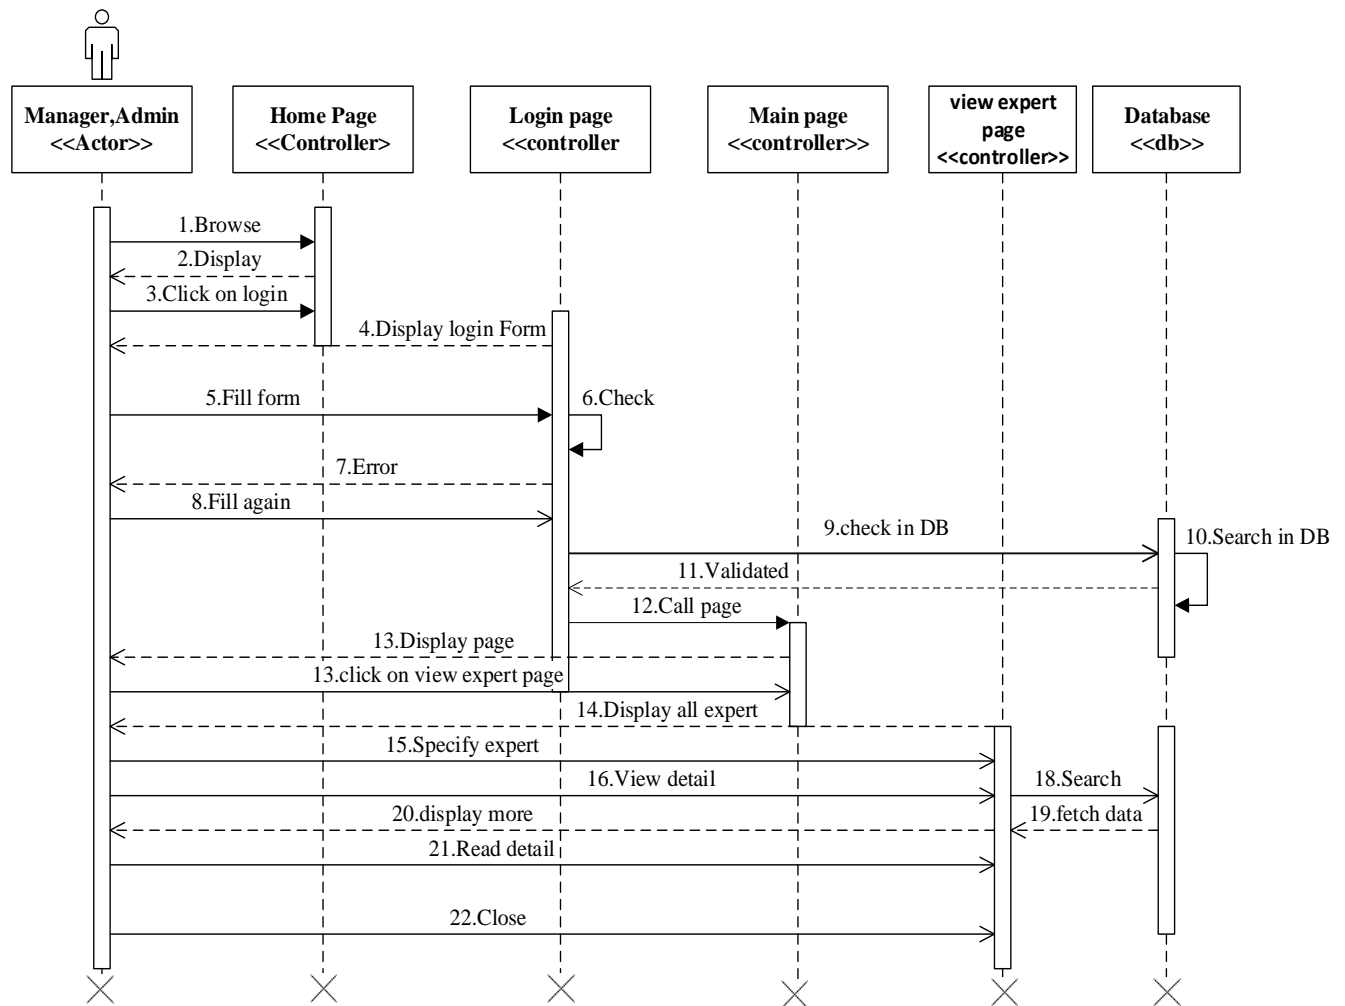 Manager,Admin
<<Actor>>
Home Page
<<Controller>
Login page
<<controller
Main page
<<controller>>
view expert
page
<<controller>>
Database
<<db>>
1.Browse
2.Display
3.Click on login
4.Display login Form
5.Fill form
6.Check
7.Error
8.Fill again
9.check in DB
10.Search in DB
11.Validated
12.Call page
13.Display page
13.click on view expert page
14.Display all expert
15.Specify expert
16.View detail
18.Search
20.display more
19.fetch data
21.Read detail
22.Close